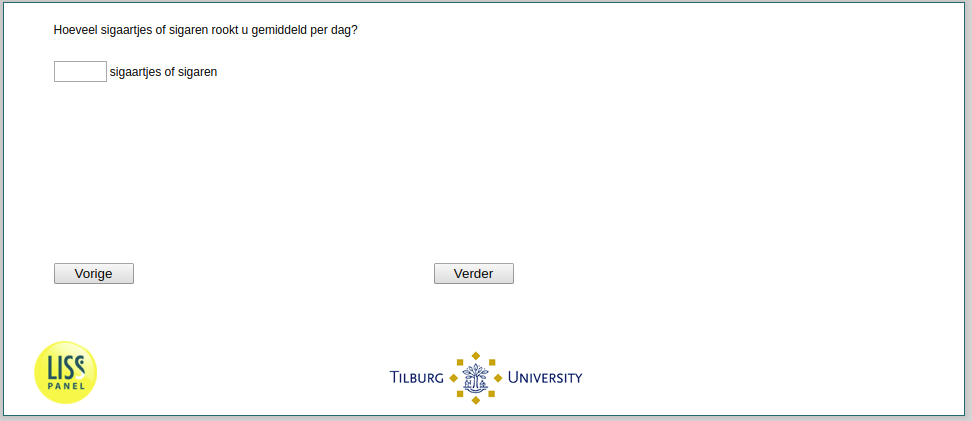 Hoeveel sigaartjes of sigaren rookt u gemiddeld per dag?
sigaartjes of sigaren
Vorige Verder
LISS
PANEL
TILBURG UNIVERSITY